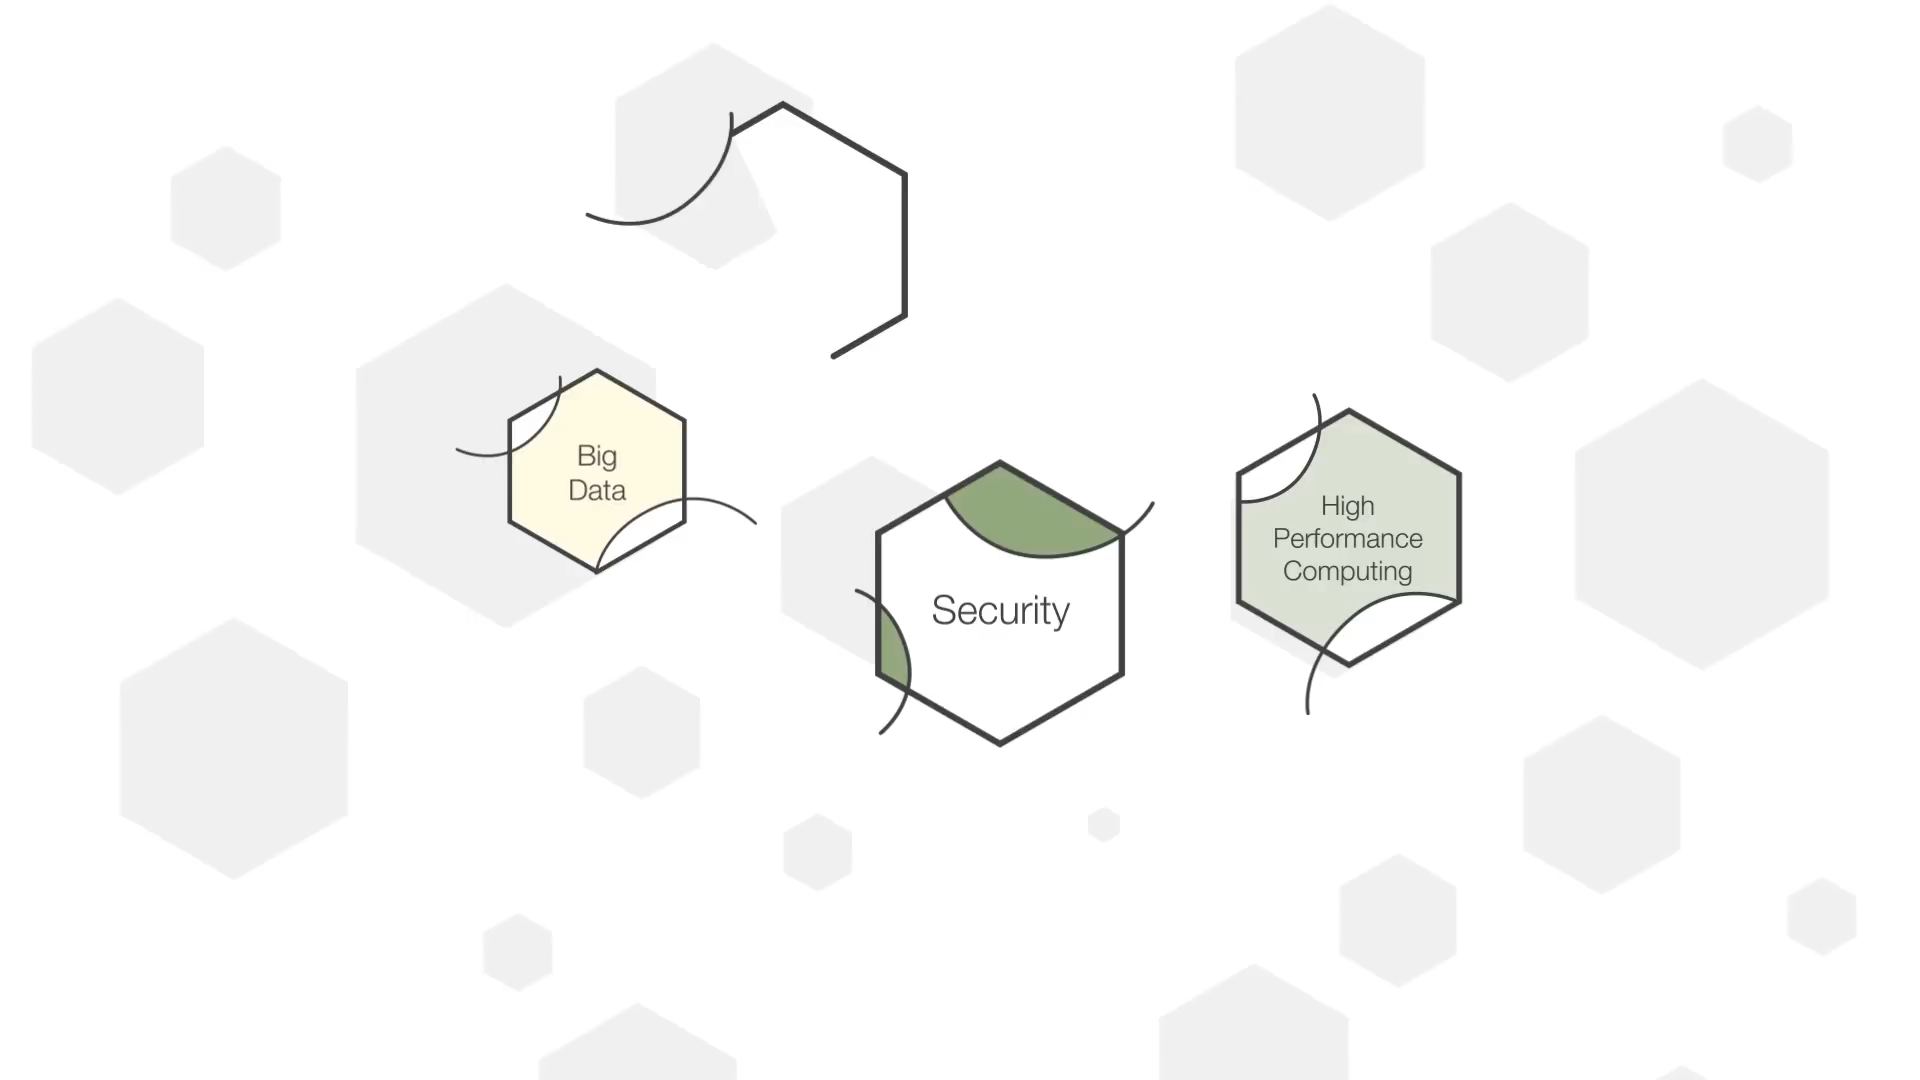 Big
Data
Security
High
Performance
Computing